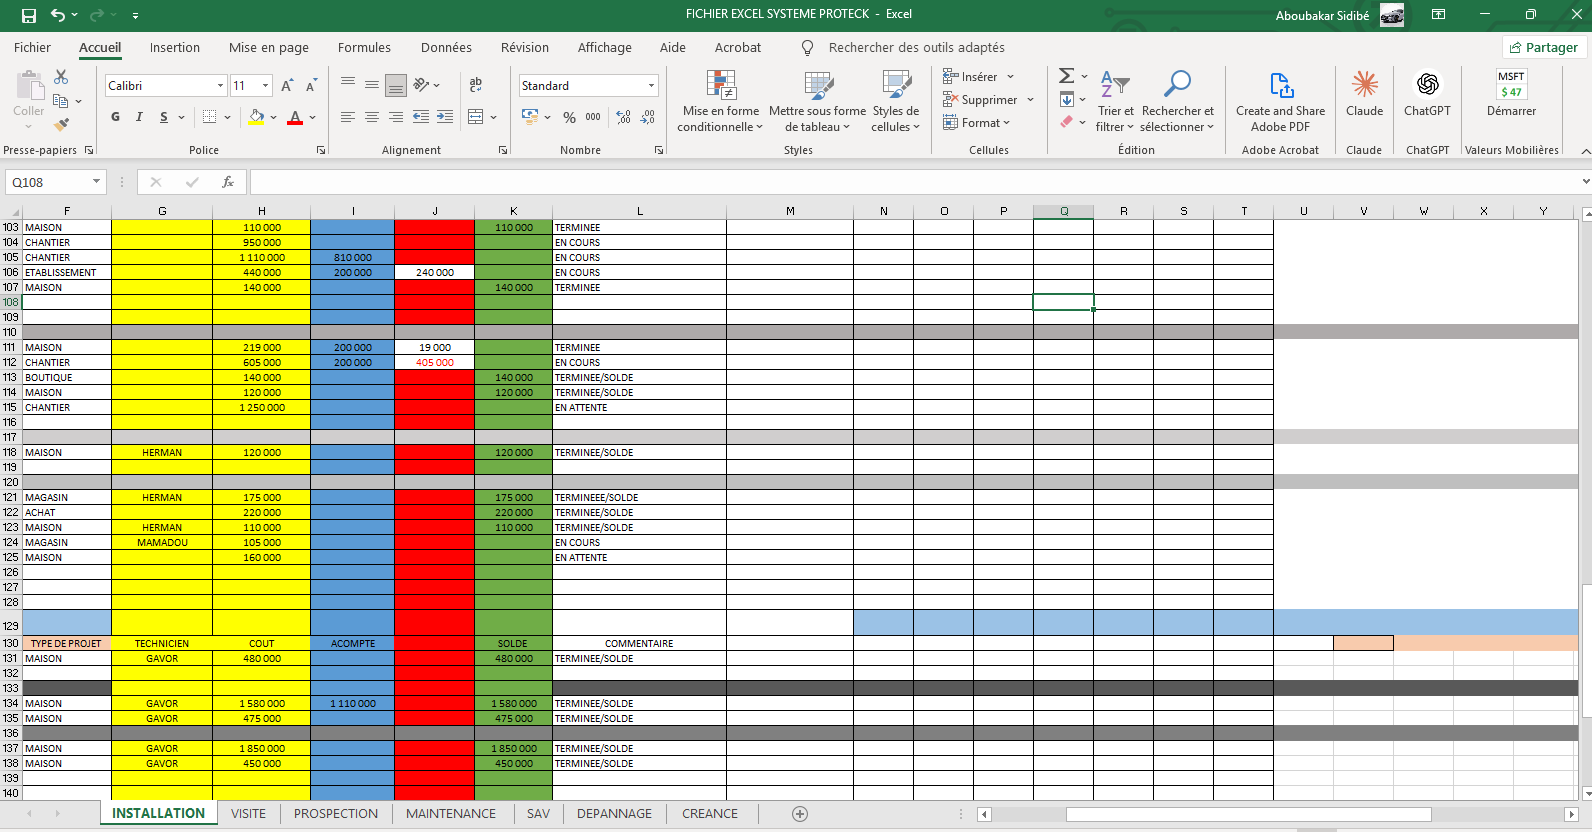 FICHIER EXCEL SYSTEME PROTECK - Excel
Aboubakar Sidibé
Fichier Accueil Insertion Mise en page Formules Données Révision Affichage Aide Acrobat Rechercher des outils adaptés Partager
Coller Calibri 11 A A ab Standard Mise en forme conditionnelle Mettre sous forme de tableau Styles de cellules Insérer Supprimer Format Σ Trier et filtrer Rechercher et sélectionner Create and Share Adobe PDF Claude ChatGPT MSFT $ 47 Démarrer
G I S A % 000
Presse-papiers Police Alignement Nombre Styles Cellules Édition Adobe Acrobat Claude ChatGPT Valeurs Mobilières
Q108 fx
F G H I J K L M N O P Q R S T U V W X Y
103 MAISON 110 000 110 000 TERMINEE
104 CHANTIER 950 000 EN COURS
105 CHANTIER 1 110 000 810 000 EN COURS
106 ETABLISSEMENT 440 000 200 000 240 000 EN COURS
107 MAISON 140 000 140 000 TERMINEE
108
109
110
111 MAISON 219 000 200 000 19 000 TERMINEE
112 CHANTIER 605 000 200 000 405 000 EN COURS
113 BOUTIQUE 140 000 140 000 TERMINEE/SOLDE
114 MAISON 120 000 120 000 TERMINEE/SOLDE
115 CHANTIER 1 250 000 EN ATTENTE
116
117
118 MAISON HERMAN 120 000 120 000 TERMINEE/SOLDE
119
120
121 MAGASIN HERMAN 175 000 175 000 TERMINEEE/SOLDE
122 ACHAT 220 000 220 000 TERMINEE/SOLDE
123 MAISON HERMAN 110 000 110 000 TERMINEE/SOLDE
124 MAGASIN MAMADOU 105 000 EN COURS
125 MAISON 160 000 EN ATTENTE
126
127
128
129
130 TYPE DE PROJET TECHNICIEN COUT ACOMPTE SOLDE COMMENTAIRE
131 MAISON GAVOR 480 000 480 000 TERMINEE/SOLDE
132
133
134 MAISON GAVOR 1 580 000 1 110 000 1 580 000 TERMINEE/SOLDE
135 MAISON GAVOR 475 000 475 000 TERMINEE/SOLDE
136
137 MAISON GAVOR 1 850 000 1 850 000 TERMINEE/SOLDE
138 MAISON GAVOR 450 000 450 000 TERMINEE/SOLDE
139
140
INSTALLATION VISITE PROSPECTION MAINTENANCE SAV DEPANNAGE CREANCE